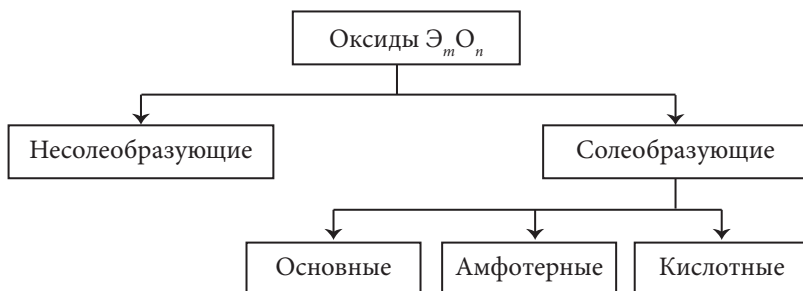 Оксиды ЭmOn
Несолеобразующие
Солеобразующие
Основные
Амфотерные
Кислотные